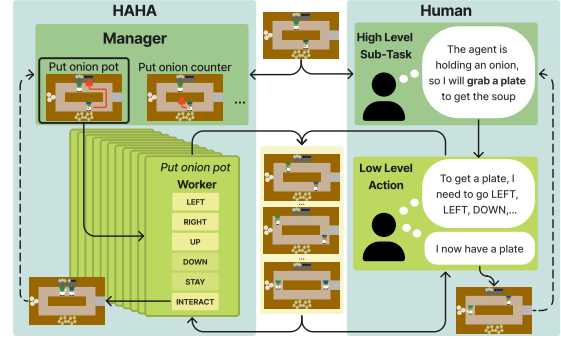 HAHA
Human
Manager
Put onion pot
Put onion counter
...
High Level
Sub-Task
The agent is
holding an onion,
so I will grab a plate
to get the soup
Put onion pot
Worker
LEFT
RIGHT
UP
DOWN
STAY
INTERACT
...
...
Low Level
Action
To get a plate, I
need to go LEFT,
LEFT, DOWN,...
I now have a plate